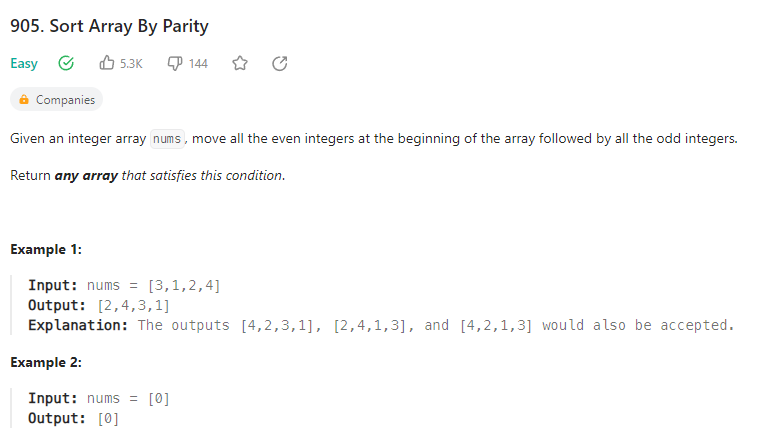 905. Sort Array By Parity
Easy 5.3K 144
Companies
Given an integer array nums, move all the even integers at the beginning of the array followed by all the odd integers.
Return any array that satisfies this condition.
Example 1:
Input: nums = [3,1,2,4]
Output: [2,4,3,1]
Explanation: The outputs [4,2,3,1], [2,4,1,3], and [4,2,1,3] would also be accepted.
Example 2:
Input: nums = [0]
Output: [0]